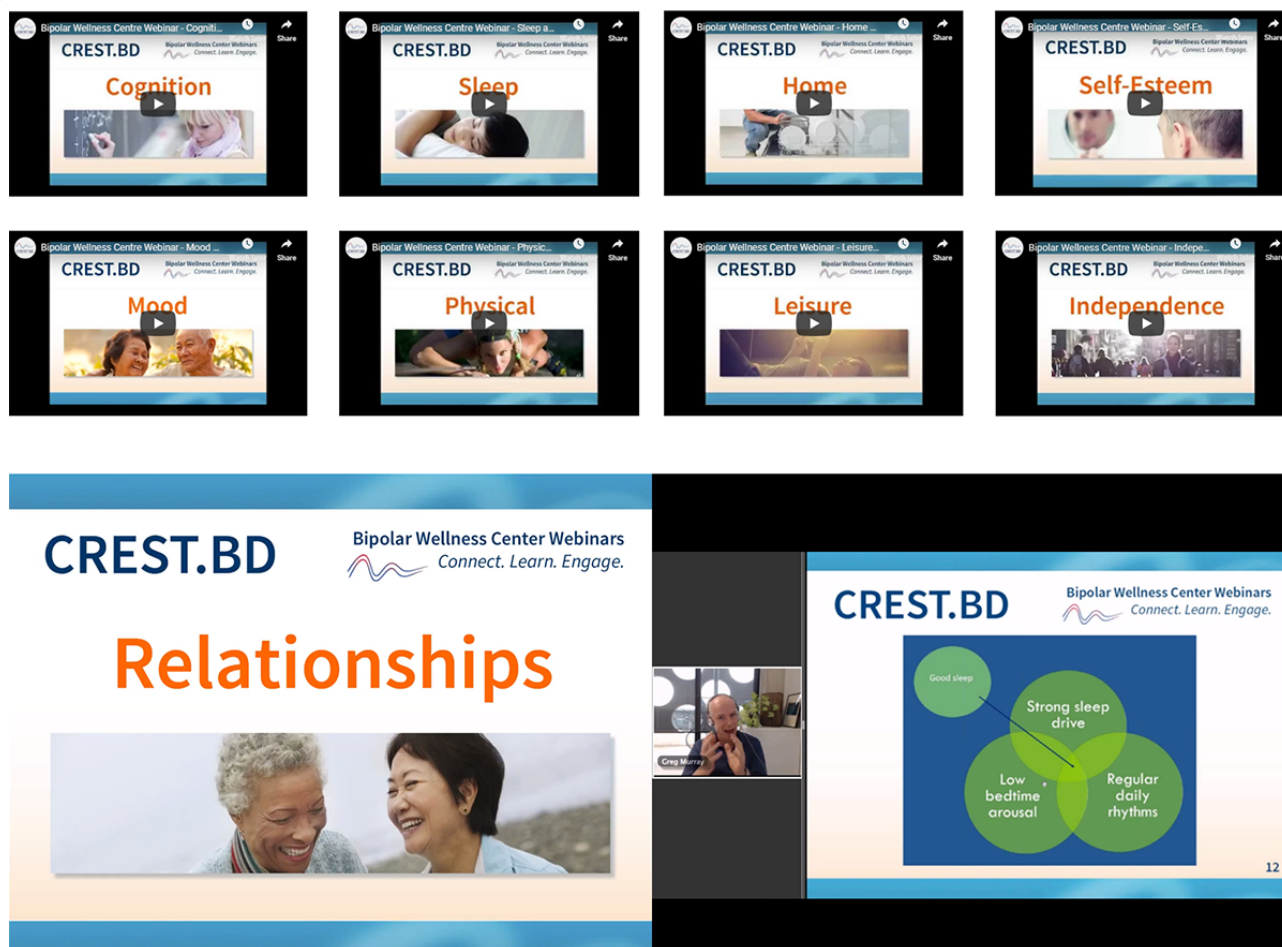 Bipolar Wellness Centre Webinar - Cogniti...
Share
CREST.BD
Bipolar Wellness Center Webinars
Connect. Learn. Engage.
Cognition
Bipolar Wellness Centre Webinar - Sleep a...
Share
CREST.BD
Bipolar Wellness Center Webinars
Connect. Learn. Engage.
Sleep
Bipolar Wellness Centre Webinar - Home ...
Share
CREST.BD
Bipolar Wellness Center Webinars
Connect. Learn. Engage.
Home
Bipolar Wellness Centre Webinar - Self-Es...
Share
CREST.BD
Bipolar Wellness Center Webinars
Connect. Learn. Engage.
Self-Esteem
Bipolar Wellness Centre Webinar - Mood ...
Share
CREST.BD
Bipolar Wellness Center Webinars
Connect. Learn. Engage.
Mood
Bipolar Wellness Centre Webinar - Physic...
Share
CREST.BD
Bipolar Wellness Center Webinars
Connect. Learn. Engage.
Physical
Bipolar Wellness Centre Webinar - Leisure...
Share
CREST.BD
Bipolar Wellness Center Webinars
Connect. Learn. Engage.
Leisure
Bipolar Wellness Centre Webinar - Indepe...
Share
CREST.BD
Bipolar Wellness Center Webinars
Connect. Learn. Engage.
Independence
CREST.BD
Bipolar Wellness Center Webinars
Connect. Learn. Engage.
Relationships
Greg Murray
CREST.BD
Bipolar Wellness Center Webinars
Connect. Learn. Engage.
Good sleep
Strong sleep
drive
Low
bedtime
arousal
Regular
daily
rhythms
12